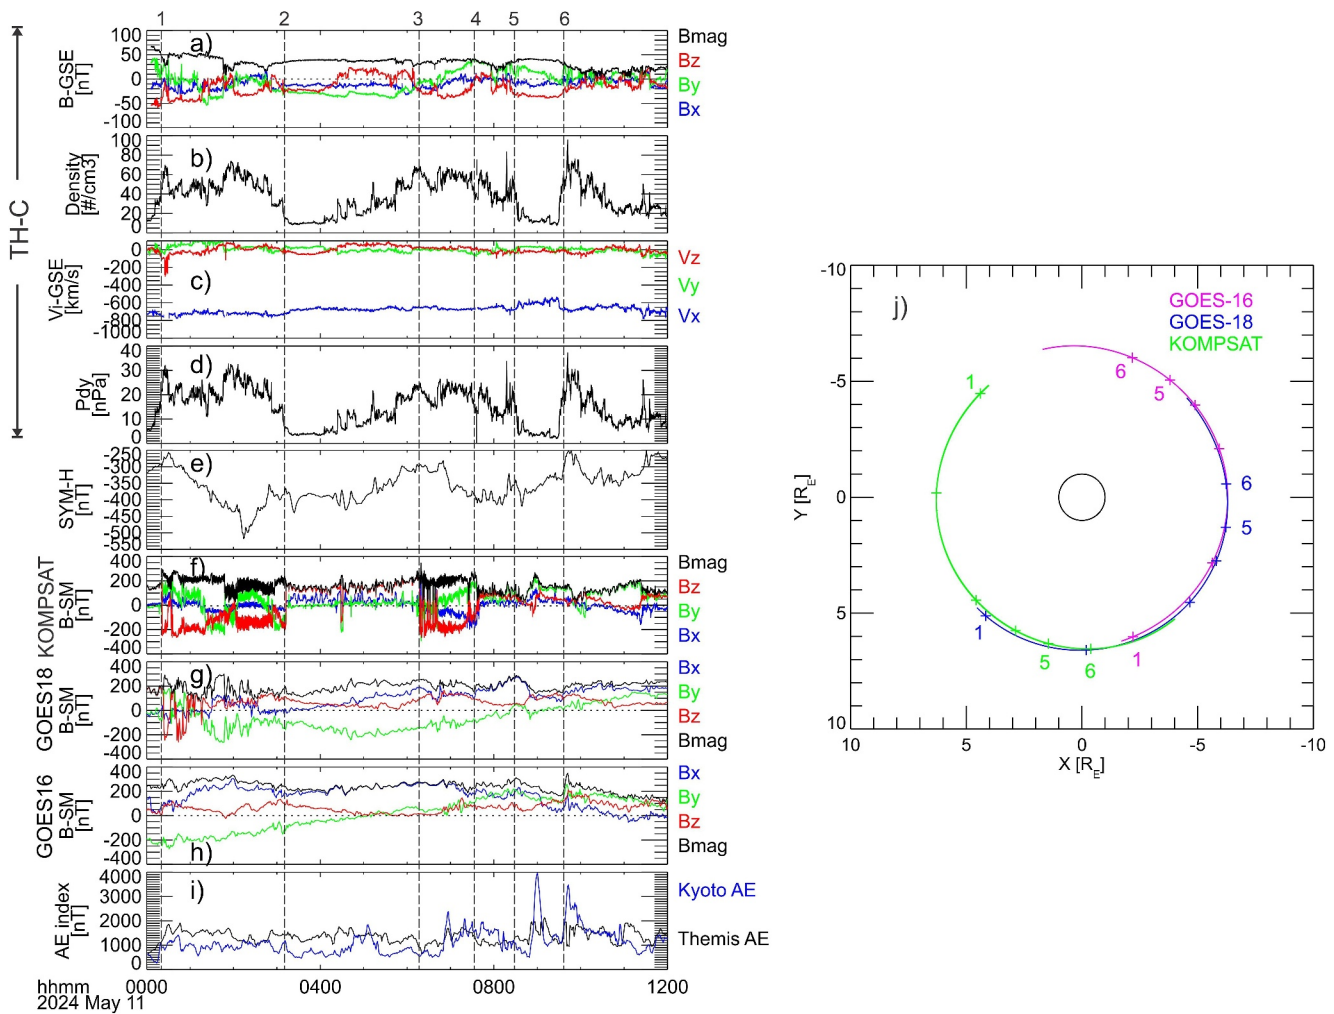 1 2 3 4 5 6
TH-C
a)
B-GSE
[nT]
100
50
0
-50
-100
Bmag
Bz
By
Bx
b)
Density
[#/cm3]
100
80
60
40
20
0
c)
Vi-GSE
[km/s]
0
-200
-400
-600
-800
-1000
Vz
Vy
Vx
d)
Pdy
[nPa]
40
30
20
10
0
e)
SYM-H
[nT]
-250
-300
-350
-400
-450
-500
-550
f)
KOMPSAT
B-SM
[nT]
400
200
0
-200
-400
Bmag
Bz
By
Bx
g)
GOES18
B-SM
[nT]
400
200
0
-200
-400
Bx
By
Bz
Bmag
h)
GOES16
B-SM
[nT]
400
200
0
-200
-400
Bx
By
Bz
Bmag
i)
AE index
[nT]
4000
3000
2000
1000
0
Kyoto AE
Themis AE
hhmm 0000 0400 0800 1200
2024 May 11
j)
GOES-16
GOES-18
KOMPSAT
-10
-5
0
5
10
Y [RE]
10 5 0 -5 -10
X [RE]
1
6
5
6
5
1
5
6
1